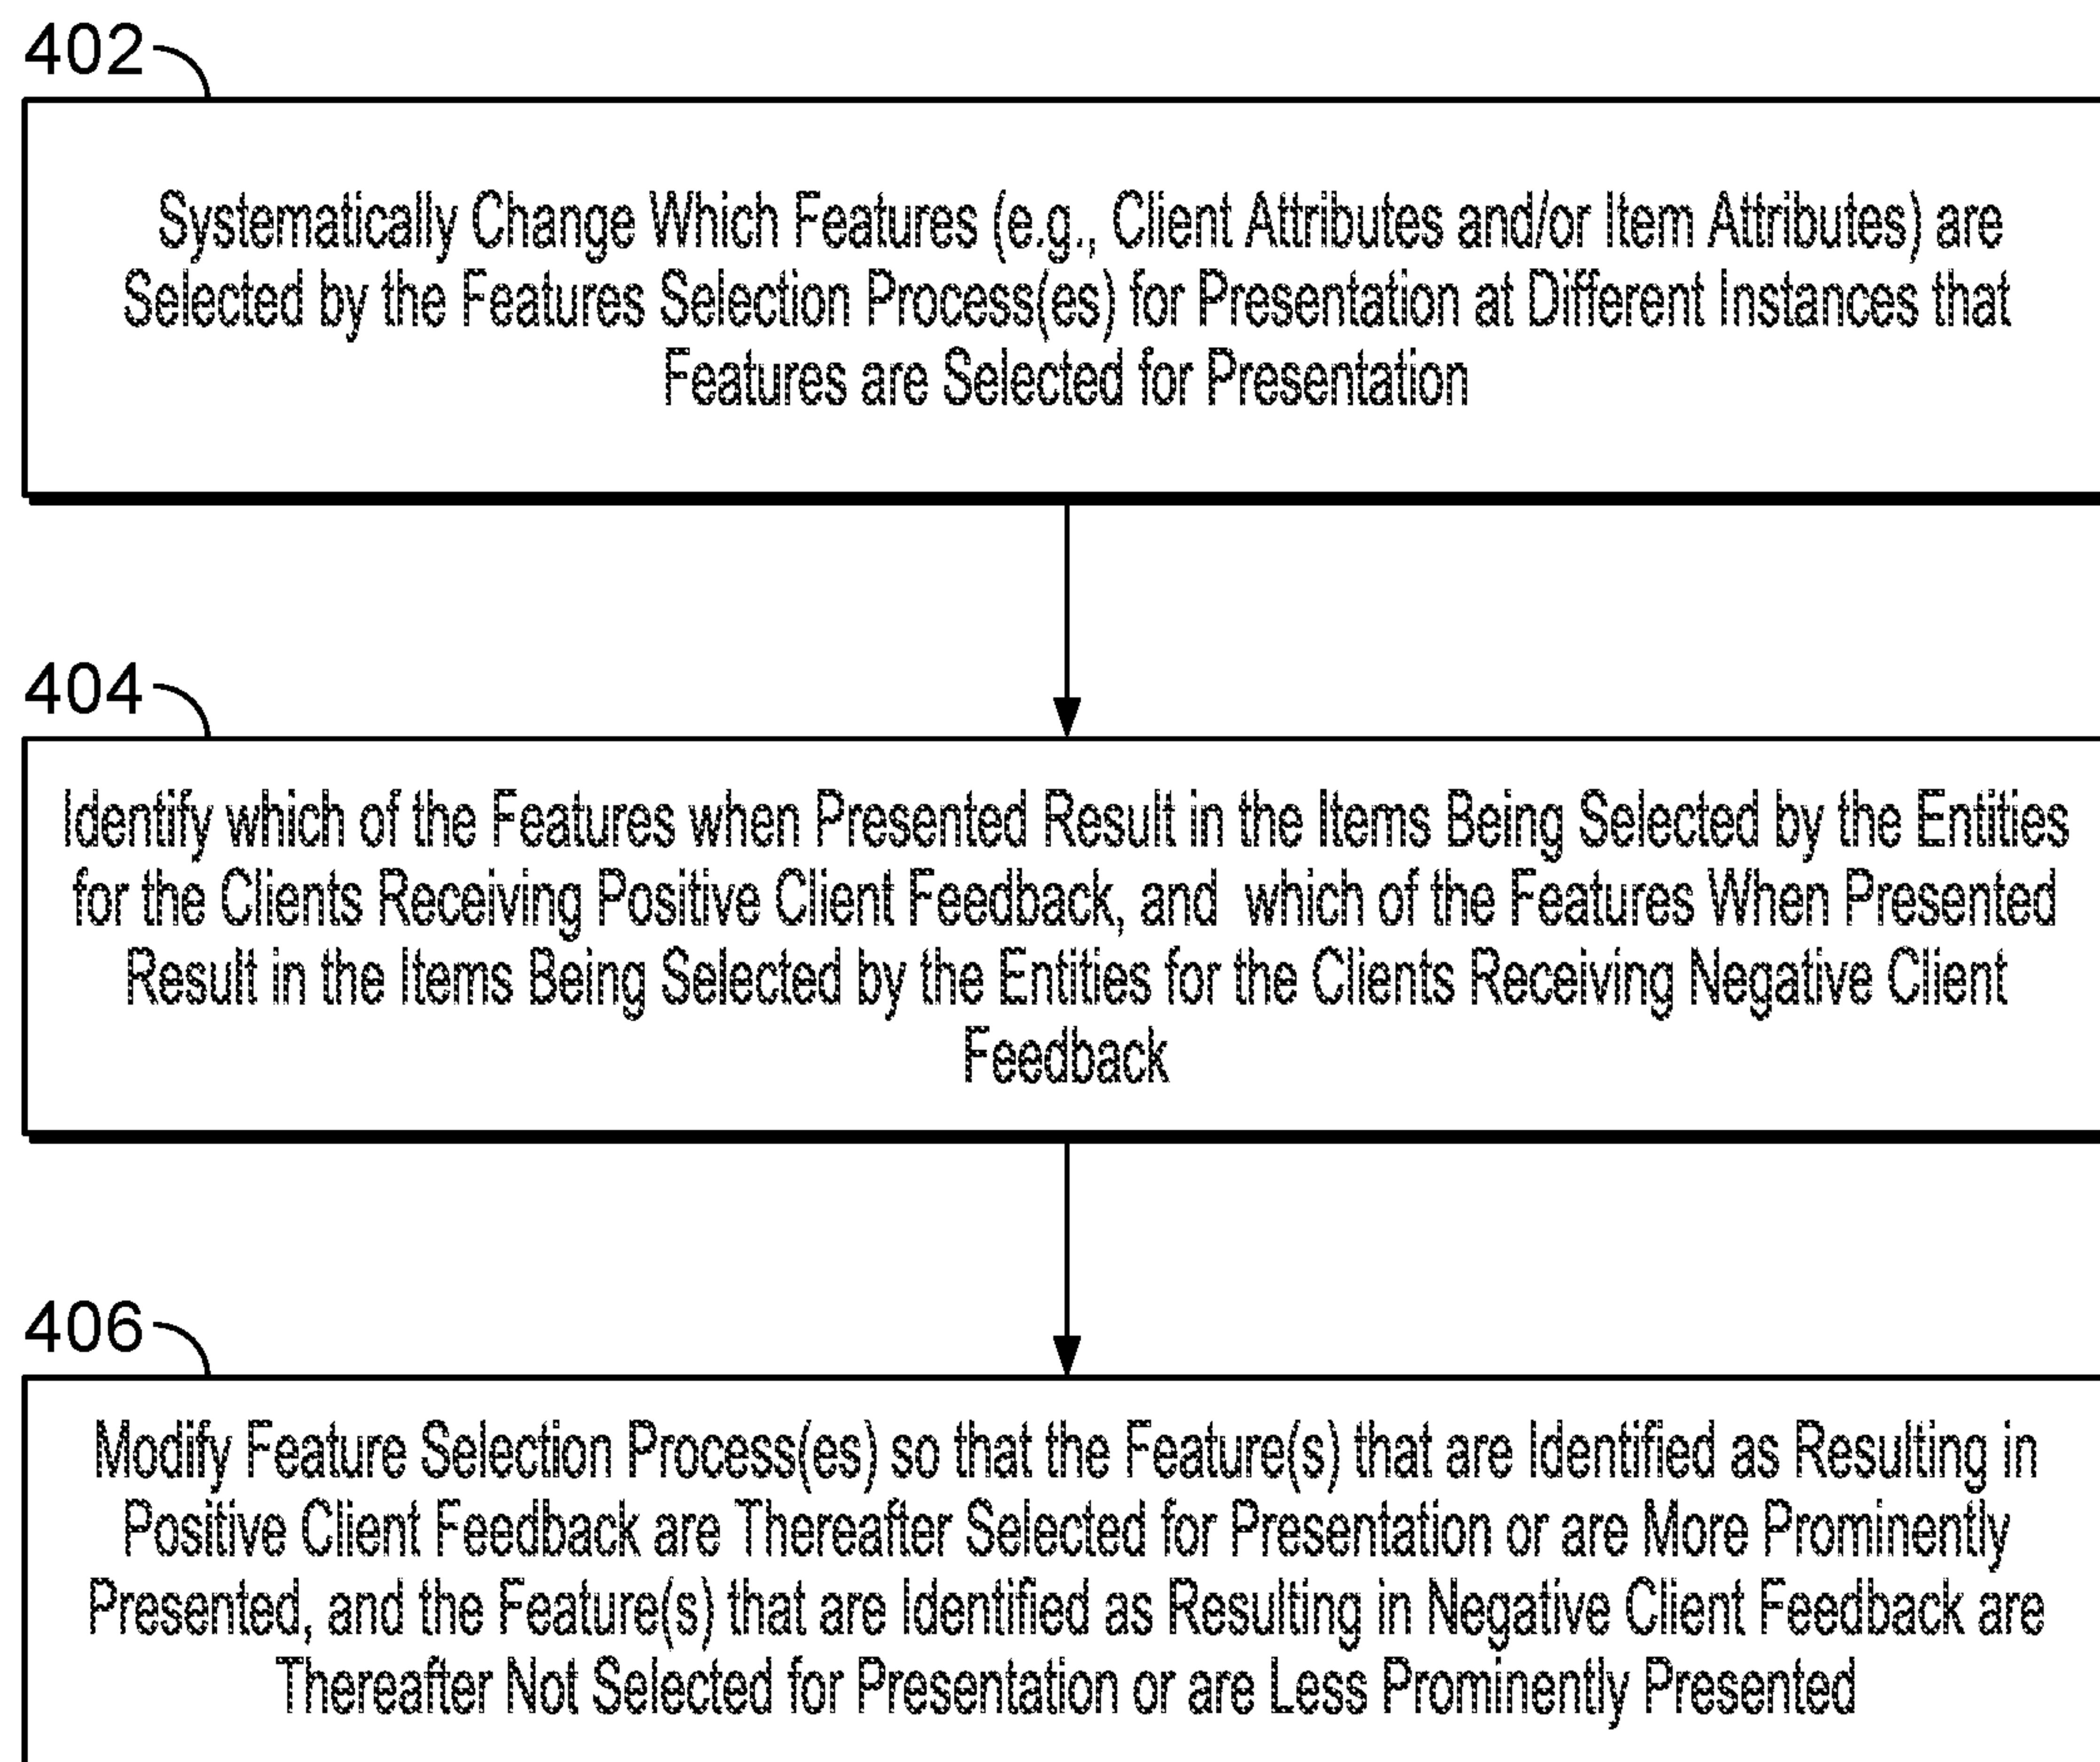 402
Systematically Change Which Features (e.g., Client Attributes and/or Item Attributes) are
Selected by the Features Selection Process(es) for Presentation at Different Instances that
Features are Selected for Presentation
404
Identify which of the Features when Presented Result in the Items Being Selected by the Entities
for the Clients Receiving Positive Client Feedback, and which of the Features When Presented
Result in the Items Being Selected by the Entities for the Clients Receiving Negative Client
Feedback
406
Modify Feature Selection Process(es) so that the Feature(s) that are Identified as Resulting in
Positive Client Feedback are Thereafter Selected for Presentation or are More Prominently
Presented, and the Feature(s) that are Identified as Resulting in Negative Client Feedback are
Thereafter Not Selected for Presentation or are Less Prominently Presented